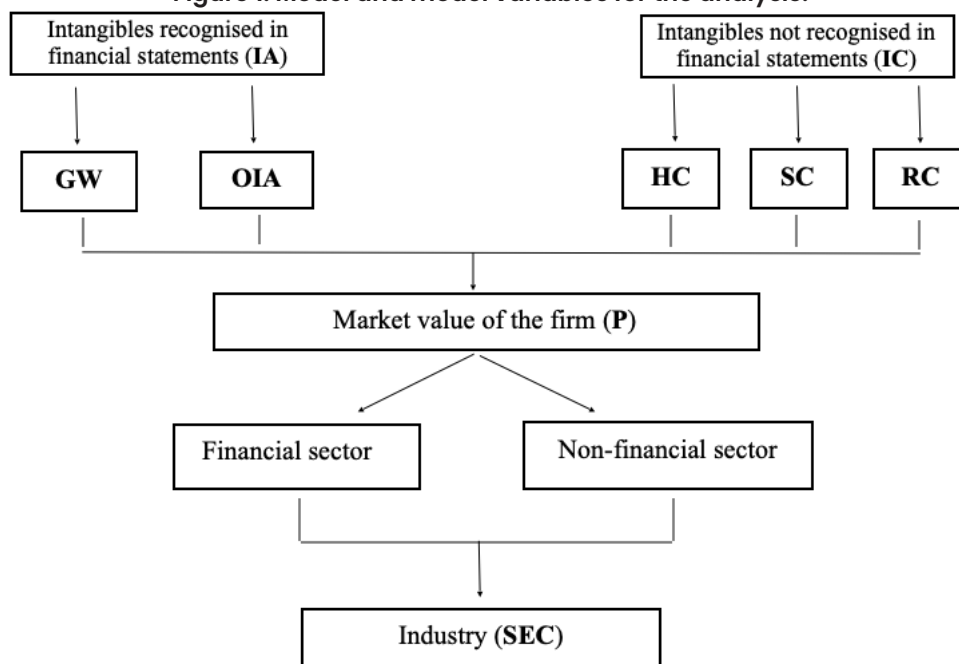 Figure 1. Model and model variables for the analysis.
Intangibles recognised in
financial statements (IA)
Intangibles not recognised in
financial statements (IC)
GW
OIA
HC
SC
RC
Market value of the firm (P)
Financial sector
Non-financial sector
Industry (SEC)